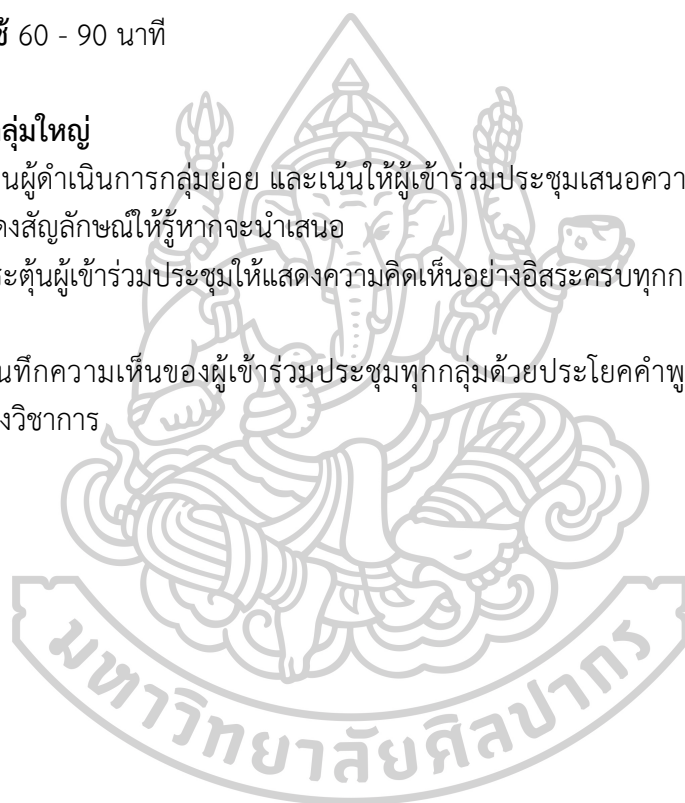 ช้ 60 - 90 นาที
ลุ่มใหญ่
นผู้ดำเนินการกลุ่มย่อย และเน้นให้ผู้เข้าร่วมประชุมเสนอควา
ดงสัญลักษณ์ให้รู้หากจะนำเสนอ
ระตุ้นผู้เข้าร่วมประชุมให้แสดงความคิดเห็นอย่างอิสระครบทุกก
นทึกความเห็นของผู้เข้าร่วมประชุมทุกกลุ่มด้วยประโยคคำพู
งวิชาการ
มหาวิทยาลัยศิลปากร